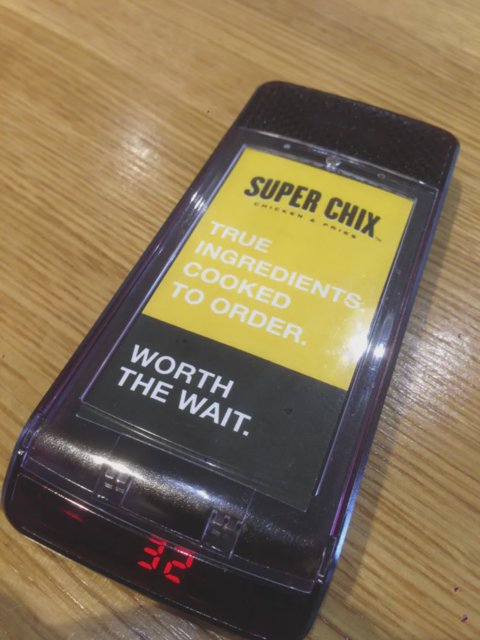 SUPER CHIX
CHICKEN & FRIES
TRUE
INGREDIENTS.
COOKED
TO ORDER.
WORTH
THE WAIT.
32